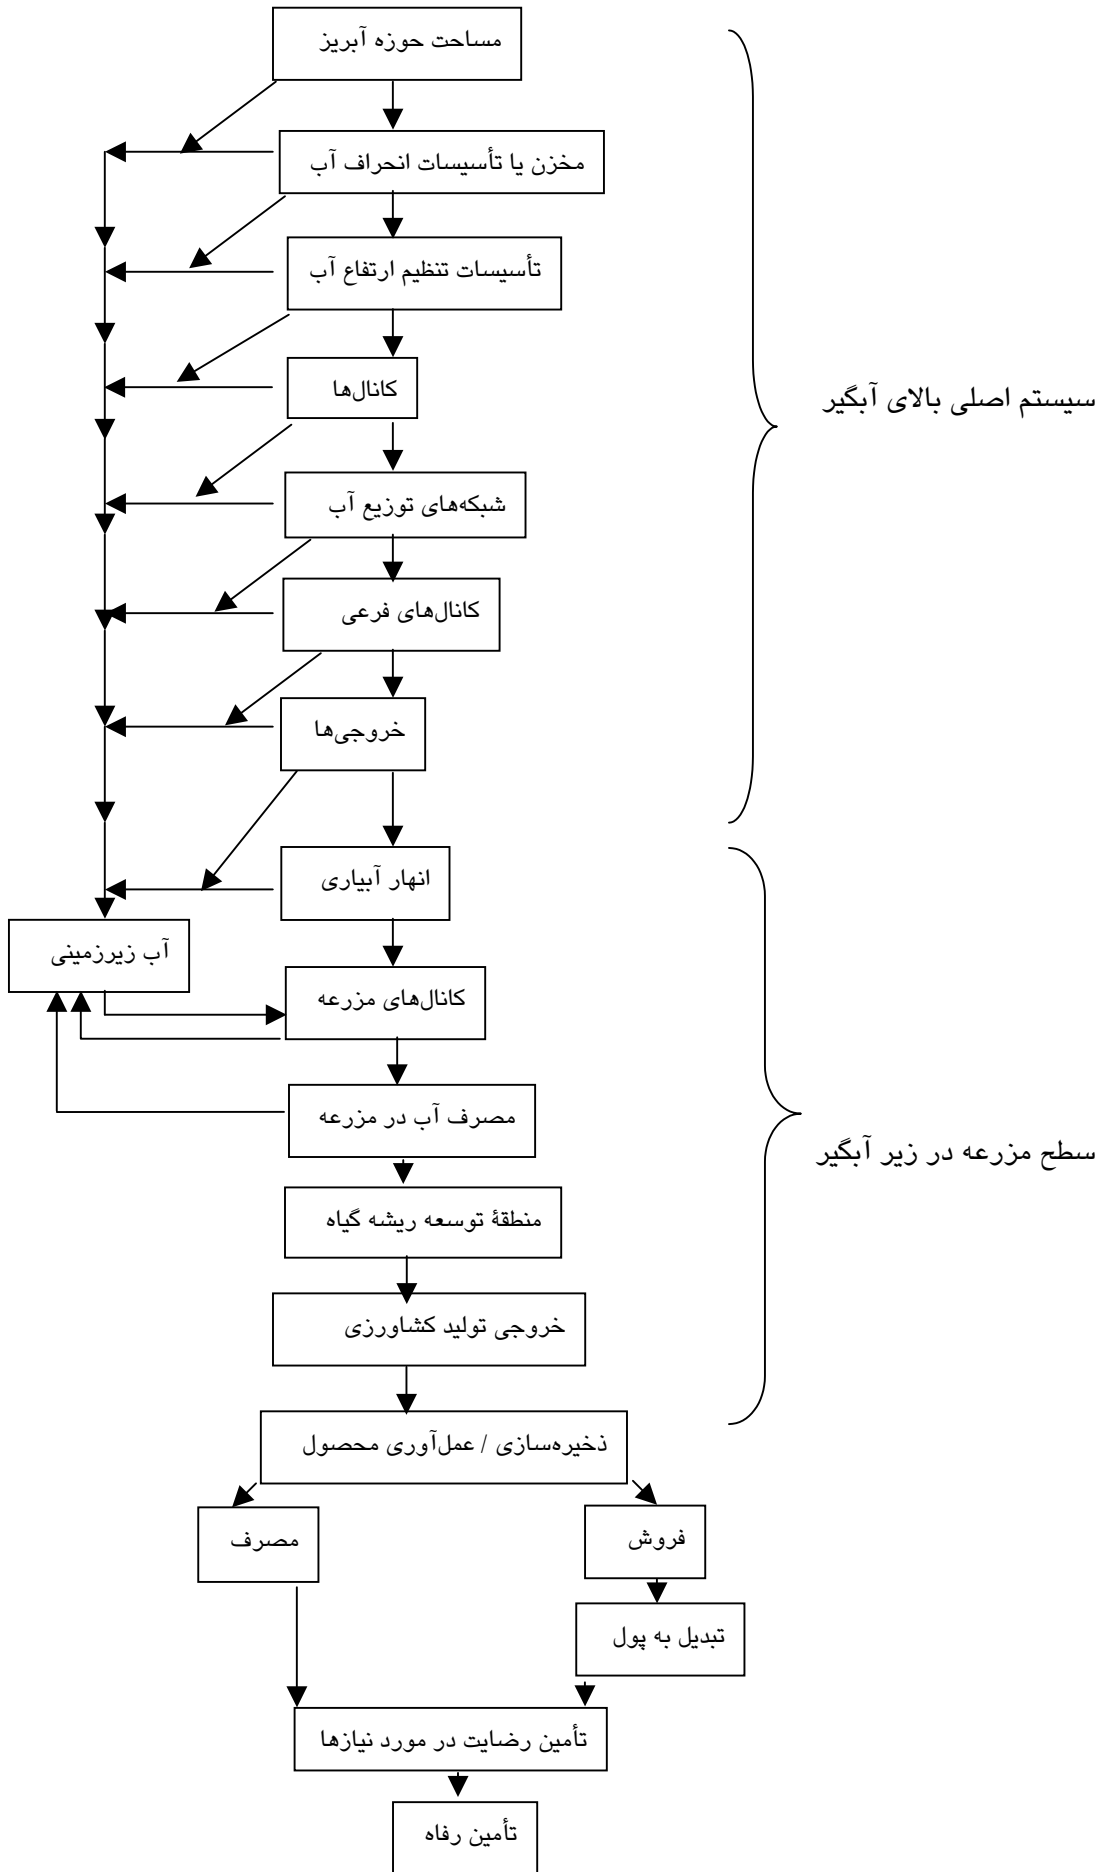 مساحت حوزه آبریز
مخزن یا تأسیسات انحراف آب
تأسیسات تنظیم ارتفاع آب
کانال‌ها
سیستم اصلی بالای آبگیر
شبکه‌های توزیع آب
کانال‌های فرعی
خروجی‌ها
انهار آبیاری
آب زیرزمینی
کانال‌های مزرعه
مصرف آب در مزرعه
سطح مزرعه در زیر آبگیر
منطقهٔ توسعه ریشه گیاه
خروجی تولید کشاورزی
ذخیره‌سازی / عمل‌آوری محصول
فروش
مصرف
تبدیل به پول
تأمین رضایت در مورد نیازها
تأمین رفاه